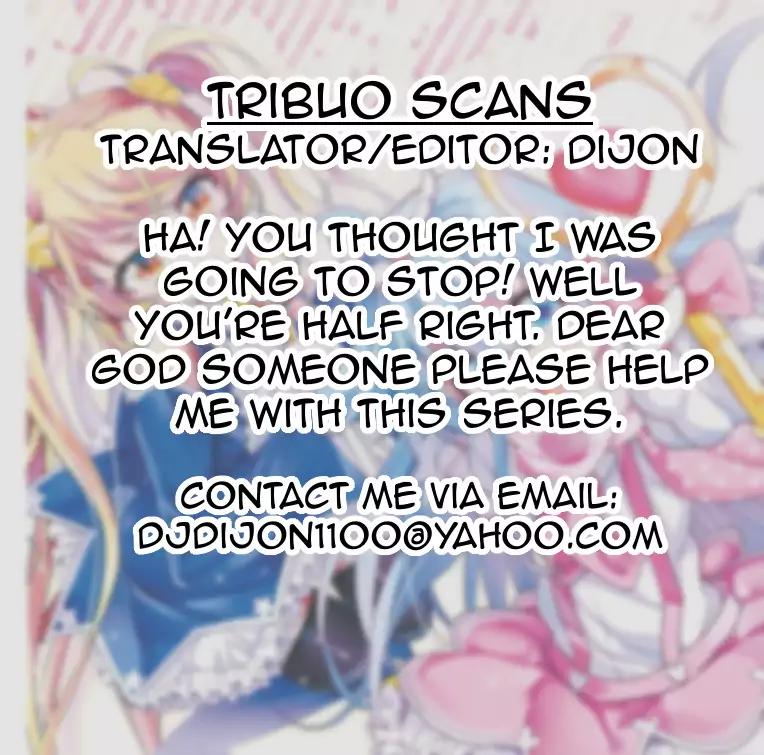 TRIBUO SCANS
TRANSLATOR/EDITOR: DIJON
HA! YOU THOUGHT I WAS
GOING TO STOP! WELL
YOU'RE HALF RIGHT. DEAR
GOD SOMEONE PLEASE HELP
ME WITH THIS SERIES.
CONTACT ME VIA EMAIL:
DJDIJON1100@YAHOO.COM